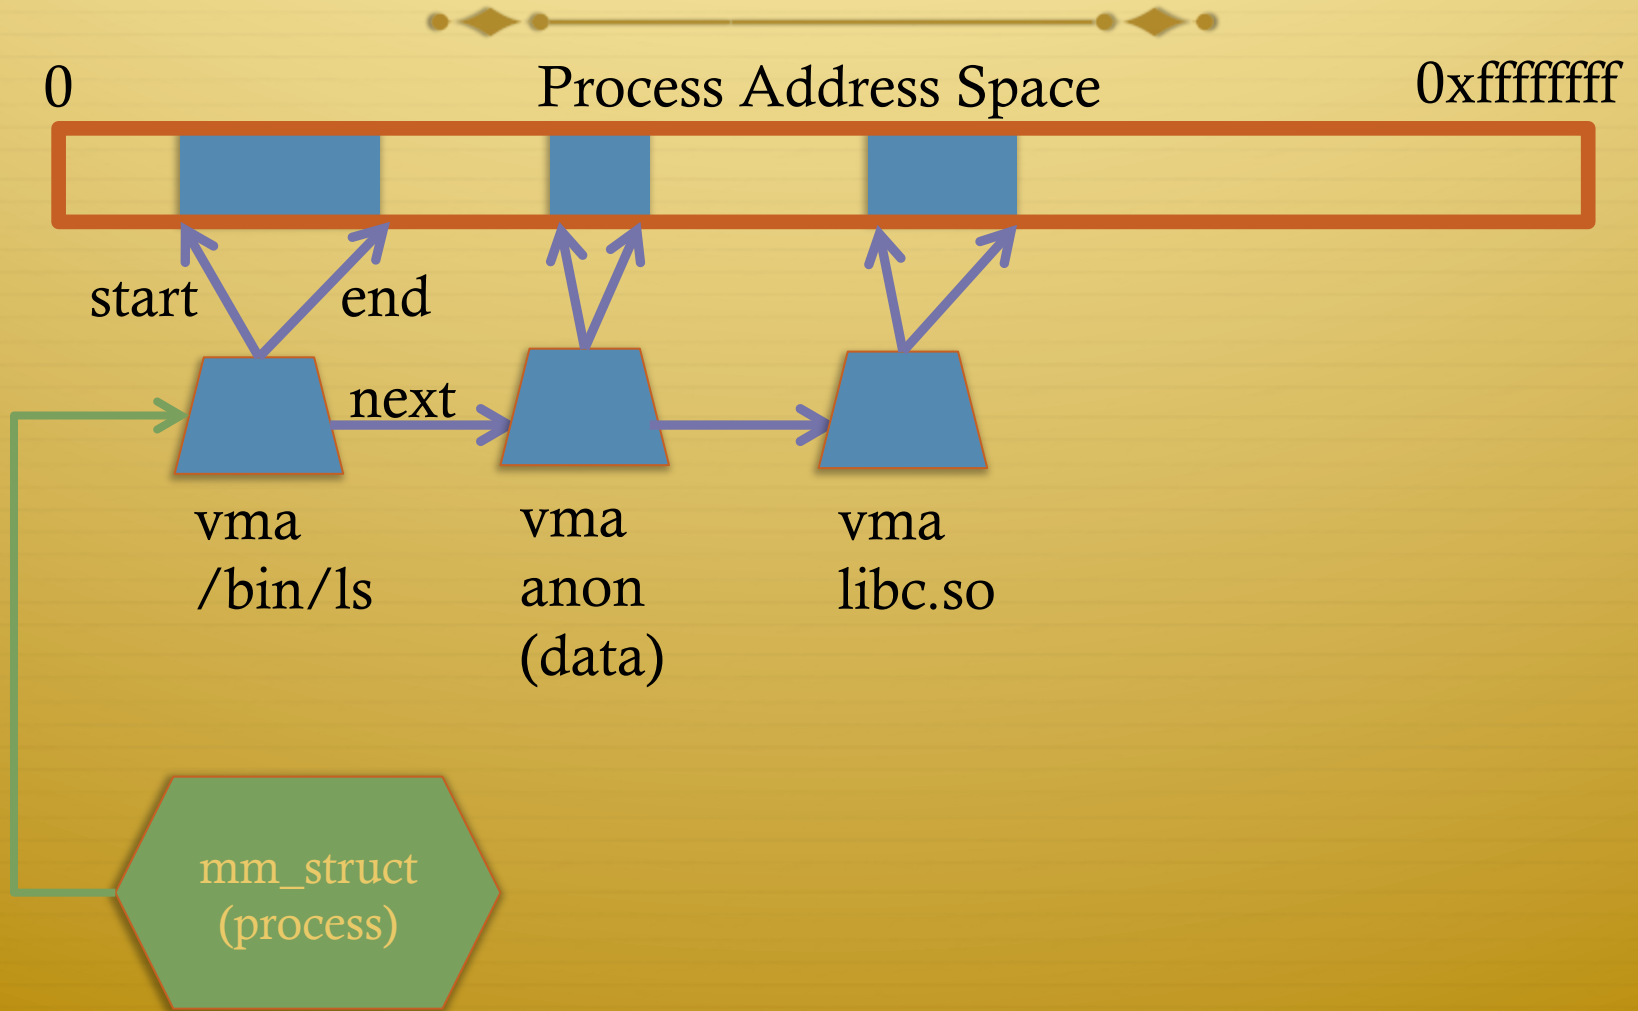 0
Process Address Space
0xffffffff
start
end
next
vma
/bin/ls
vma
anon
(data)
vma
libc.so
mm_struct
(process)